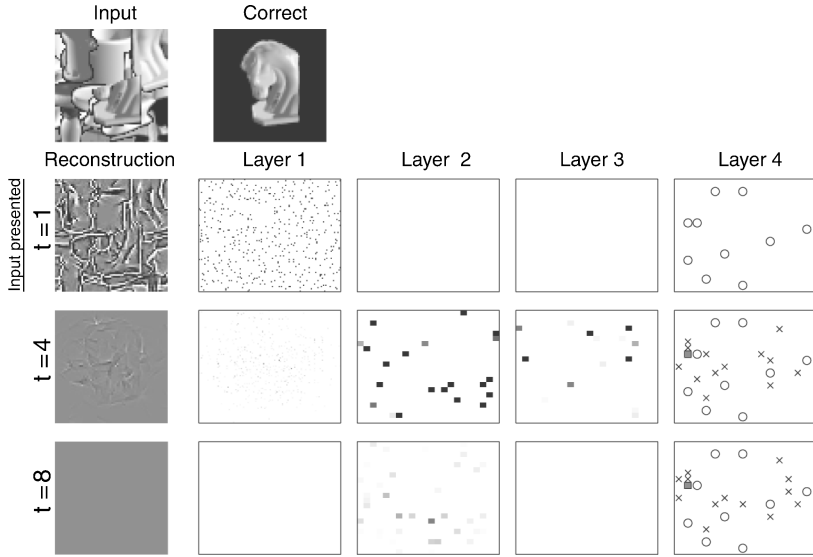 Input Correct
Reconstruction Layer 1 Layer 2 Layer 3 Layer 4
Input presented
t=1
t=4
t=8